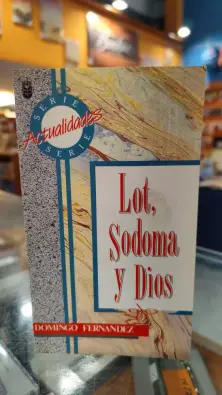 SERIE
Actualidades
SERIE
Lot,
Sodoma
y Dios
DOMINGO FERNANDEZ